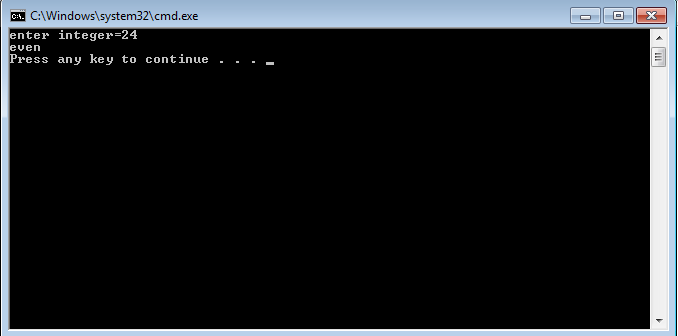 C:\Windows\system32\cmd.exe
enter integer=24
even
Press any key to continue . . . _